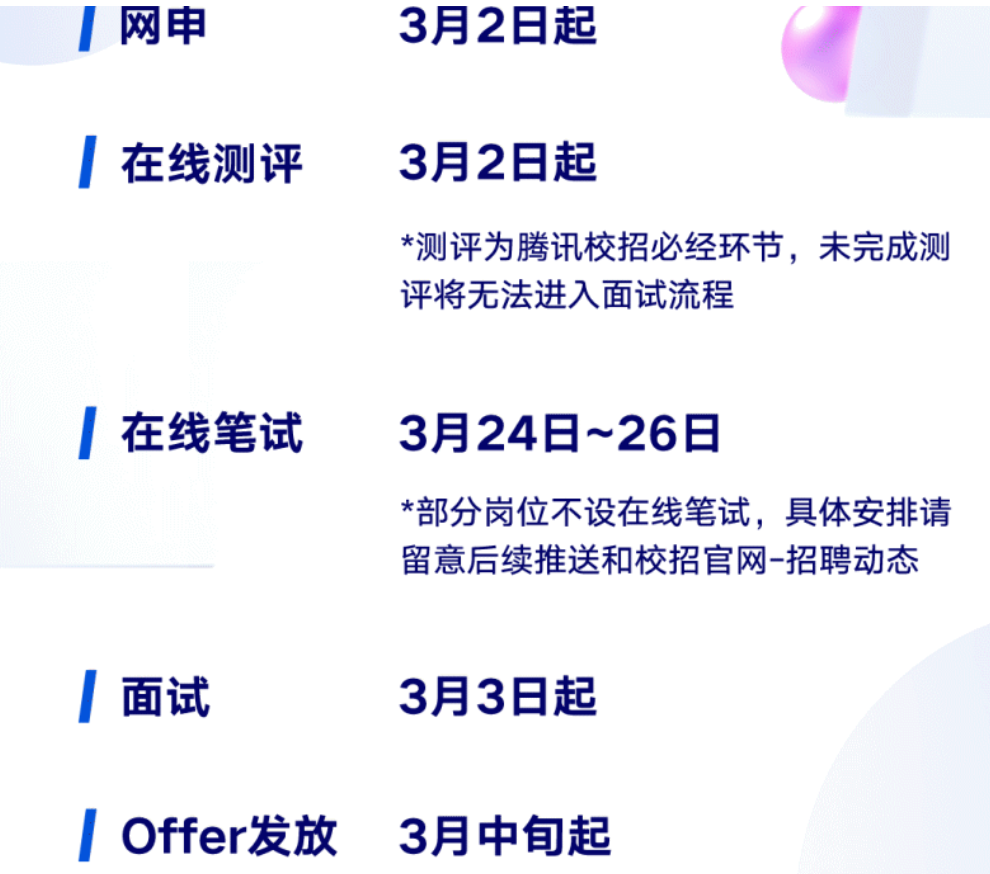 网申 3月2日起
在线测评 3月2日起
*测评为腾讯校招必经环节，未完成测
评将无法进入面试流程
在线笔试 3月24日~26日
*部分岗位不设在线笔试，具体安排请
留意后续推送和校招官网-招聘动态
面试 3月3日起
Offer发放 3月中旬起